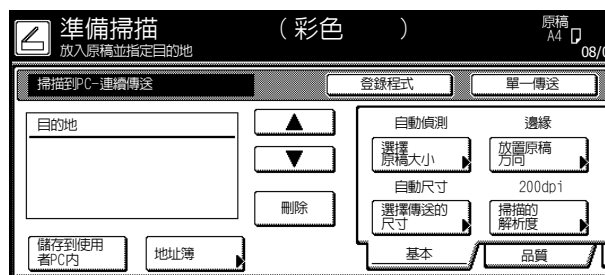 準備掃描 (彩色 )
放入原稿並指定目的地
原稿
A4
08/0
掃描到PC-連續傳送
登錄程式
單一傳送
目的地
刪除
儲存到使用
者PC內
地址簿
自動偵測
邊緣
選擇
原稿大小
放置原稿
方向
自動尺寸
200dpi
選擇傳送的
尺寸
掃描的
解析度
基本
品質